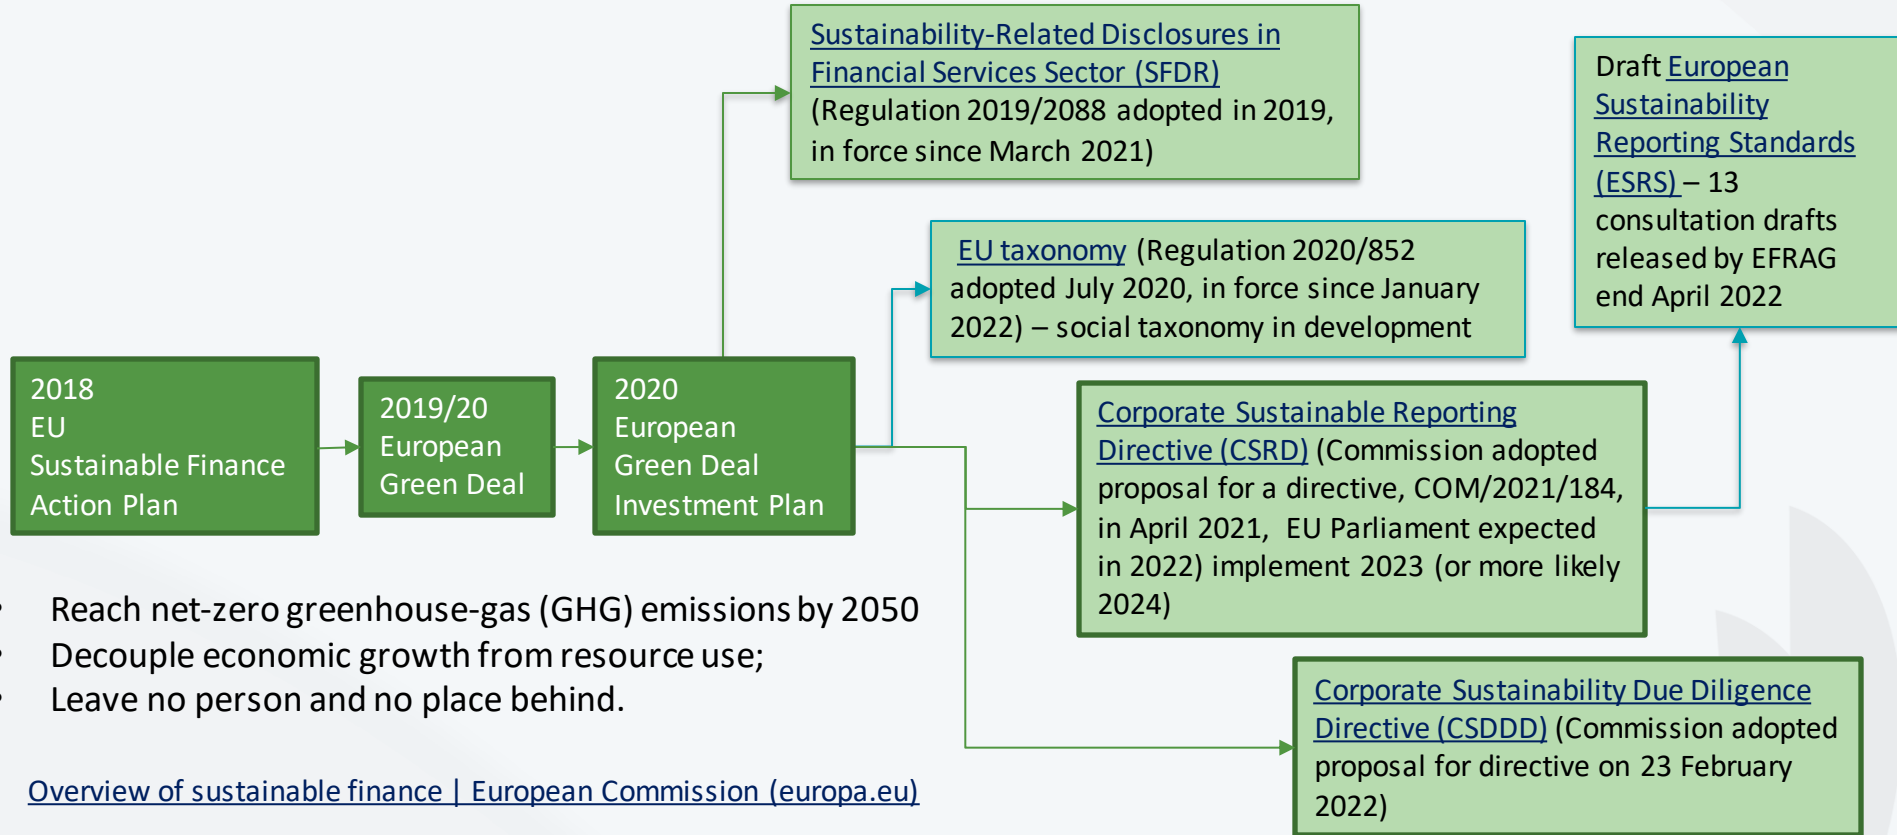 Sustainability-Related Disclosures in
Financial Services Sector (SFDR)
(Regulation 2019/2088 adopted in 2019,
in force since March 2021)
Draft European
Sustainability
Reporting Standards
(ESRS) – 13
consultation drafts
released by EFRAG
end April 2022
EU taxonomy (Regulation 2020/852
adopted July 2020, in force since January
2022) – social taxonomy in development
2018
EU
Sustainable Finance
Action Plan
2019/20
European
Green Deal
2020
European
Green Deal
Investment Plan
Corporate Sustainable Reporting
Directive (CSRD) (Commission adopted
proposal for a directive, COM/2021/184,
in April 2021, EU Parliament expected
in 2022) implement 2023 (or more likely
2024)
• Reach net-zero greenhouse-gas (GHG) emissions by 2050
• Decouple economic growth from resource use;
• Leave no person and no place behind.
Corporate Sustainability Due Diligence
Directive (CSDDD) (Commission adopted
proposal for directive on 23 February
2022)
Overview of sustainable finance | European Commission (europa.eu)